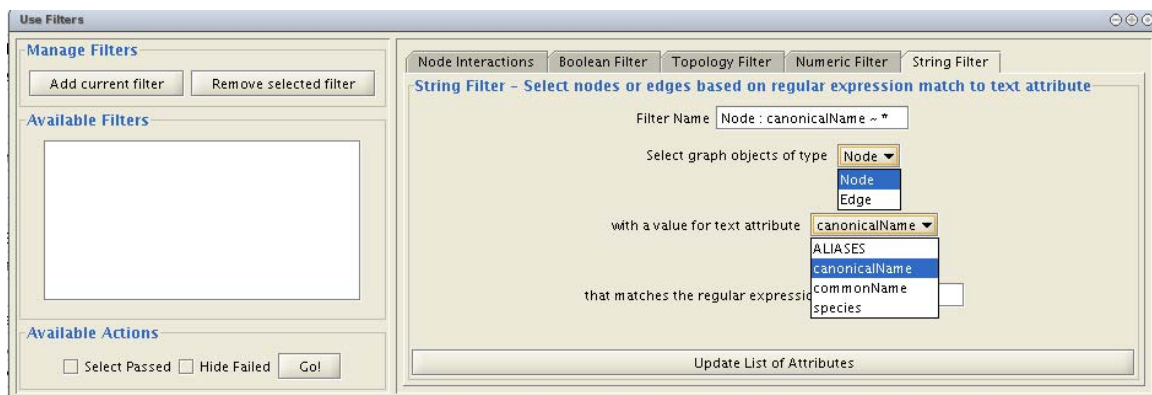 Use Filters
Manage Filters
Add current filter
Remove selected filter
Available Filters
Available Actions
Select Passed
Hide Failed
Go!
Node Interactions
Boolean Filter
Topology Filter
Numeric Filter
String Filter
String Filter – Select nodes or edges based on regular expression match to text attribute
Filter Name
Node : canonicalName ~ *
Select graph objects of type
Node
Node
Edge
with a value for text attribute
canonicalName
ALIASES
canonicalName
commonName
species
that matches the regular
Update List of Attributes